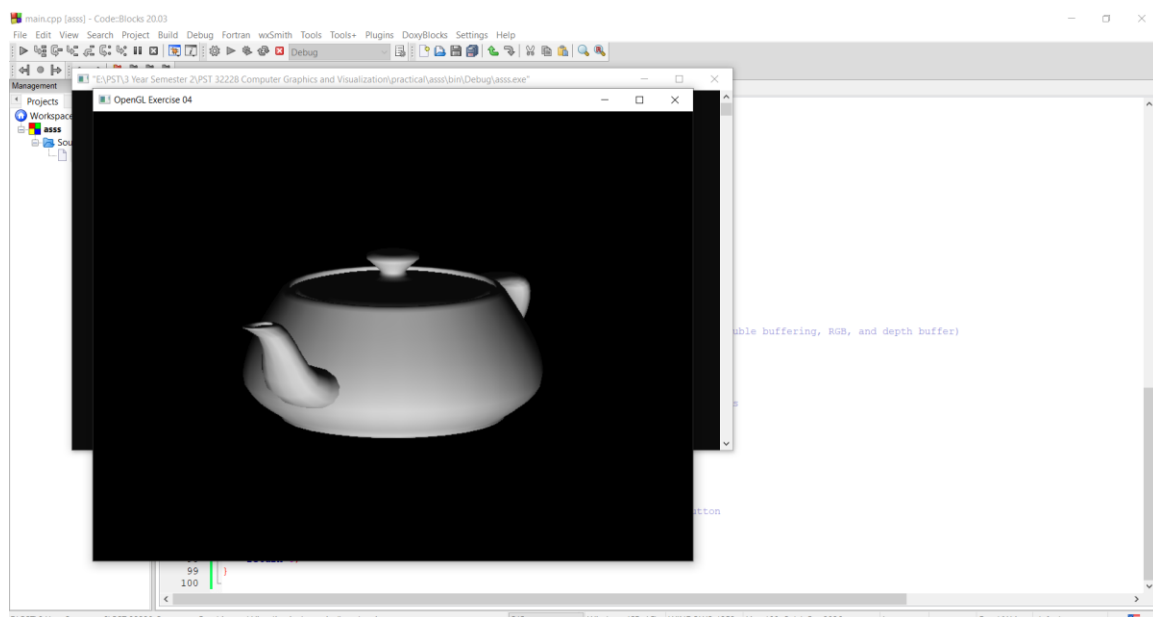 main.cpp [asss] - Code::Blocks 20.03
File Edit View Search Project Build Debug Fortran wxSmith Tools Tools+ Plugins DoxyBlocks Settings Help
Debug
Management
"E:\PST\3 Year Semester 2\PST 32228 Computer Graphics and Visualization\practical\asss\bin\Debug\asss.exe"
Projects
OpenGL Exercise 04
Workspace
asss
Sou
uble buffering, RGB, and depth buffer)
s
utton
99 }
100